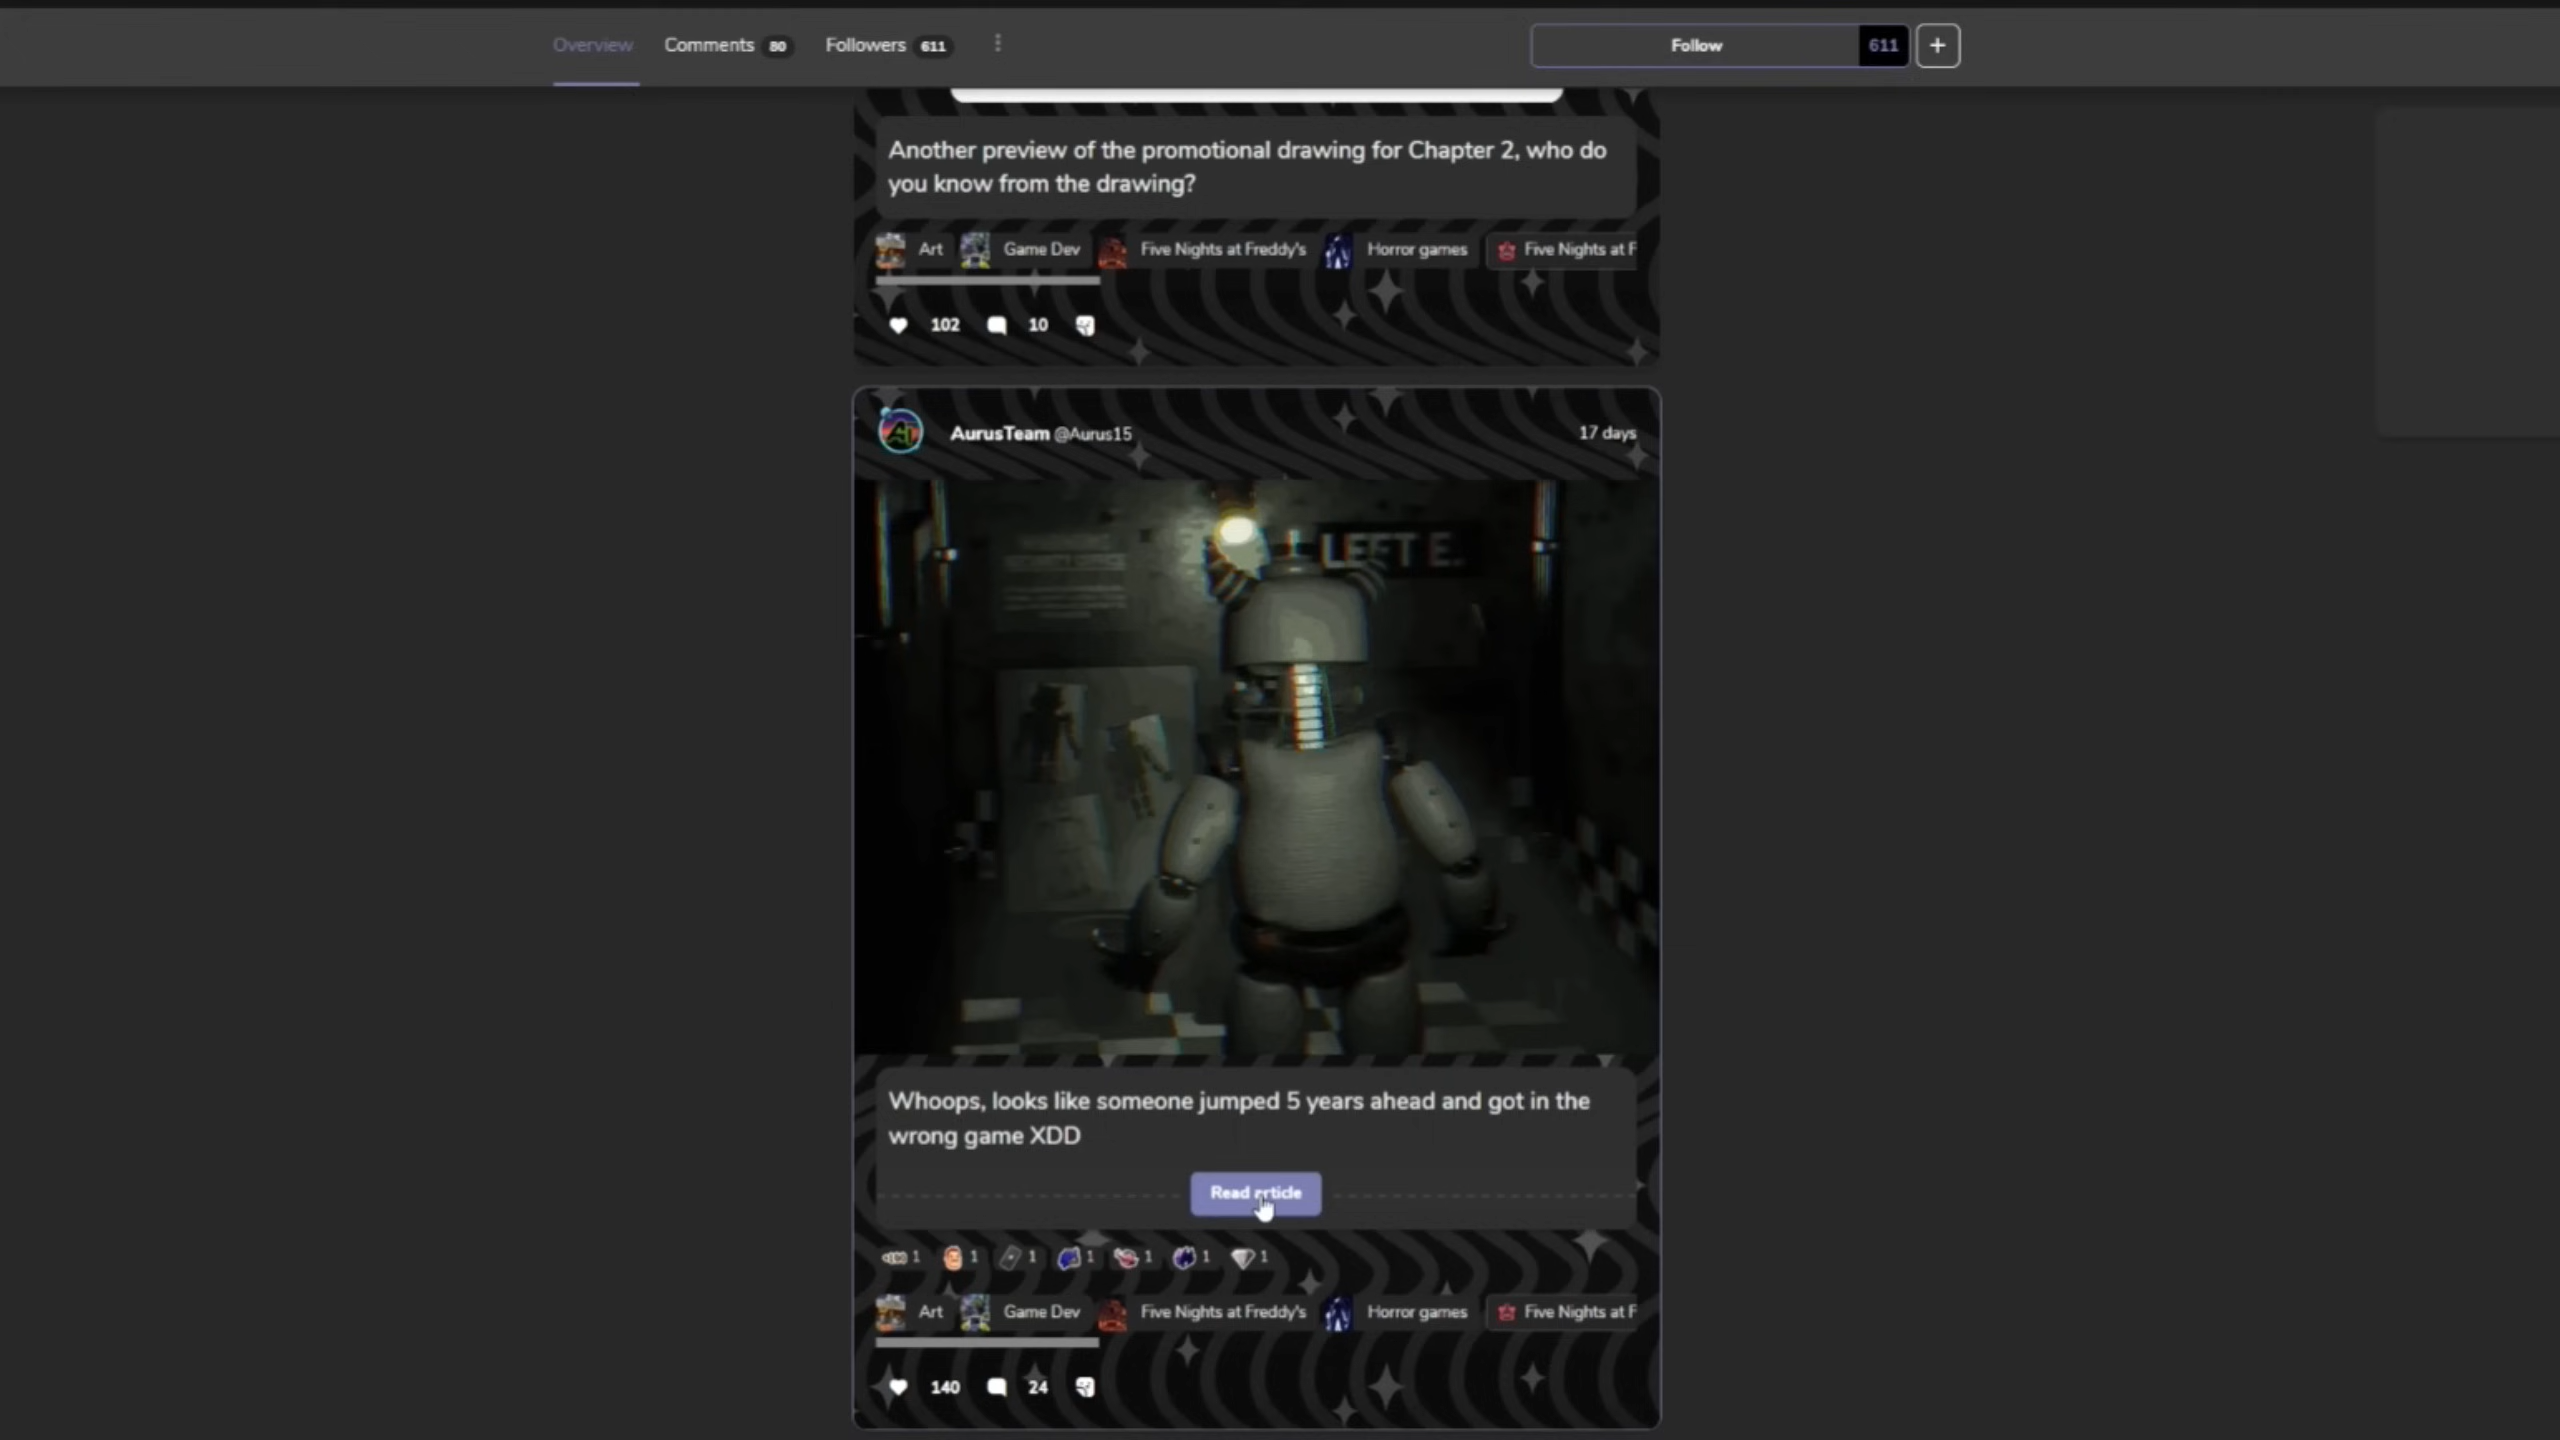 Overview Comments 80 Followers 611
Follow 611 +
Another preview of the promotional drawing for Chapter 2, who do
you know from the drawing?
Art Game Dev Five Nights at Freddy's Horror games Five Nights at F
102 10
AurusTeam @Aurus15 17 days
LEFT E.
Whoops, looks like someone jumped 5 years ahead and got in the
wrong game XDD
Read article
1 1 1 1 1 1 1
Art Game Dev Five Nights at Freddy's Horror games Five Nights at F
140 24